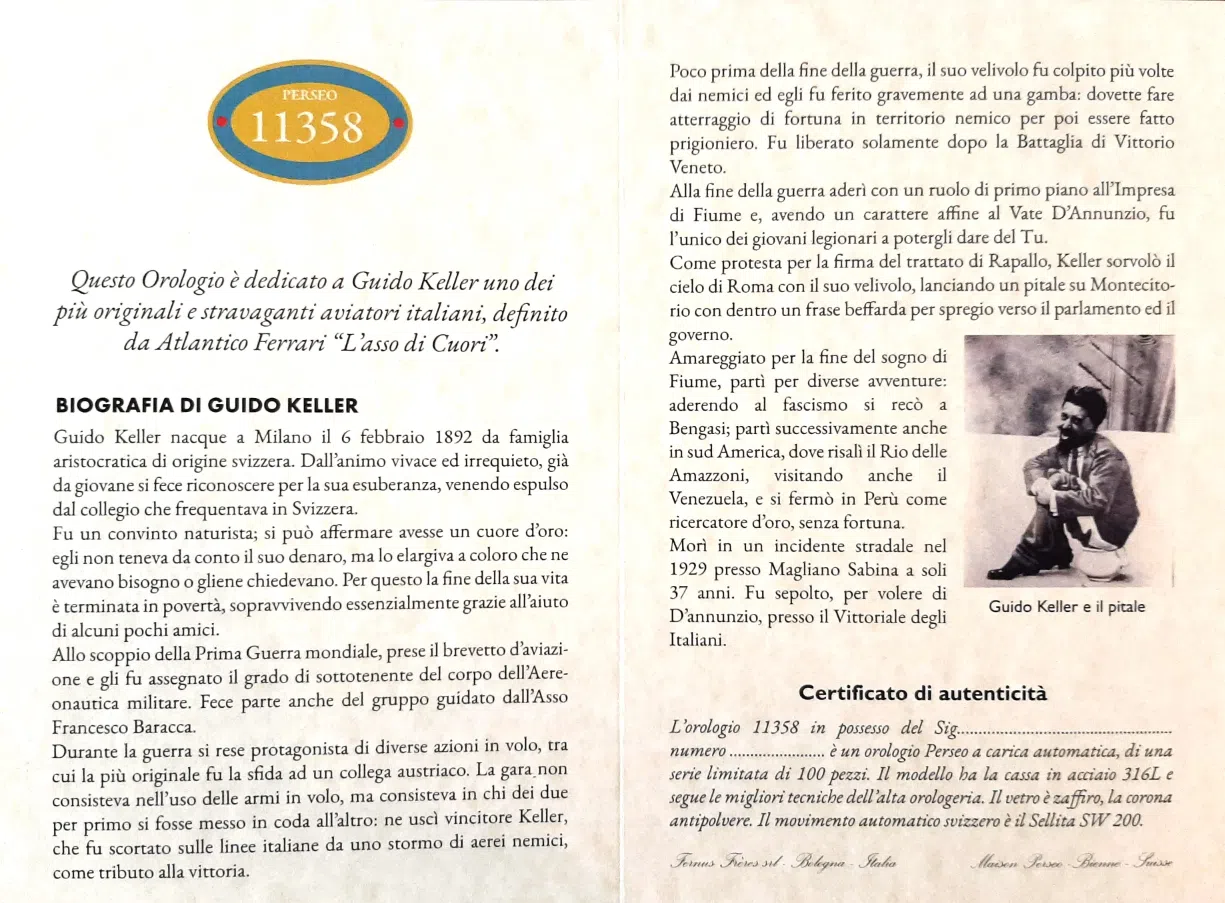 PERSEO
11358
Questo Orologio è dedicato a Guido Keller uno dei
più originali e stravaganti aviatori italiani, definito
da Atlantico Ferrari “L’asso di Cuori”.
BIOGRAFIA DI GUIDO KELLER
Guido Keller nacque a Milano il 6 febbraio 1892 da famiglia
aristocratica di origine svizzera. Dall’animo vivace ed irrequieto, già
da giovane si fece riconoscere per la sua esuberanza, venendo espulso
dal collegio che frequentava in Svizzera.
Fu un convinto naturista; si può affermare avesse un cuore d’oro:
egli non teneva da conto il suo denaro, ma lo elargiva a coloro che ne
avevano bisogno o gliene chiedevano. Per questo la fine della sua vita
è terminata in povertà, sopravvivendo essenzialmente grazie all’aiuto
di alcuni pochi amici.
Allo scoppio della Prima Guerra mondiale, prese il brevetto d’aviazi-
one e gli fu assegnato il grado di sottotenente del corpo dell’Aere-
onautica militare. Fece parte anche del gruppo guidato dall’Asso
Francesco Baracca.
Durante la guerra si rese protagonista di diverse azioni in volo, tra
cui la più originale fu la sfida ad un collega austriaco. La gara non
consisteva nell’uso delle armi in volo, ma consisteva in chi dei due
per primo si fosse messo in coda all’altro: ne uscì vincitore Keller,
che fu scortato sulle linee italiane da uno stormo di aerei nemici,
come tributo alla vittoria.
Poco prima della fine della guerra, il suo velivolo fu colpito più volte
dai nemici ed egli fu ferito gravemente ad una gamba: dovette fare
atterraggio di fortuna in territorio nemico per poi essere fatto
prigioniero. Fu liberato solamente dopo la Battaglia di Vittorio
Veneto.
Alla fine della guerra aderì con un ruolo di primo piano all’Impresa
di Fiume e, avendo un carattere affine al Vate D’Annunzio, fu
l’unico dei giovani legionari a potergli dare del Tu.
Come protesta per la firma del trattato di Rapallo, Keller sorvolò il
cielo di Roma con il suo velivolo, lanciando un pitale su Montecito-
rio con dentro un frase beffarda per spregio verso il parlamento ed il
governo.
Amareggiato per la fine del sogno di
Fiume, partì per diverse avventure:
aderendo al fascismo si recò a
Bengasi; partì successivamente anche
in sud America, dove risalì il Rio delle
Amazzoni, visitando anche il
Venezuela, e si fermò in Perù come
ricercatore d’oro, senza fortuna.
Morì in un incidente stradale nel
1929 presso Magliano Sabina a soli
37 anni. Fu sepolto, per volere di
D’annunzio, presso il Vittoriale degli
Italiani.
Guido Keller e il pitale
Certificato di autenticità
L’orologio 11358 in possesso del Sig.................................................
numero ....................... è un orologio Perseo a carica automatica, di una
serie limitata di 100 pezzi. Il modello ha la cassa in acciaio 316L e
segue le migliori tecniche dell’alta orologeria. Il vetro è zaffiro, la corona
antipolvere. Il movimento automatico svizzero è il Sellita SW 200.
Fernus Frères srl - Bologna - Italia
Maison Perseo - Bienne - Suisse